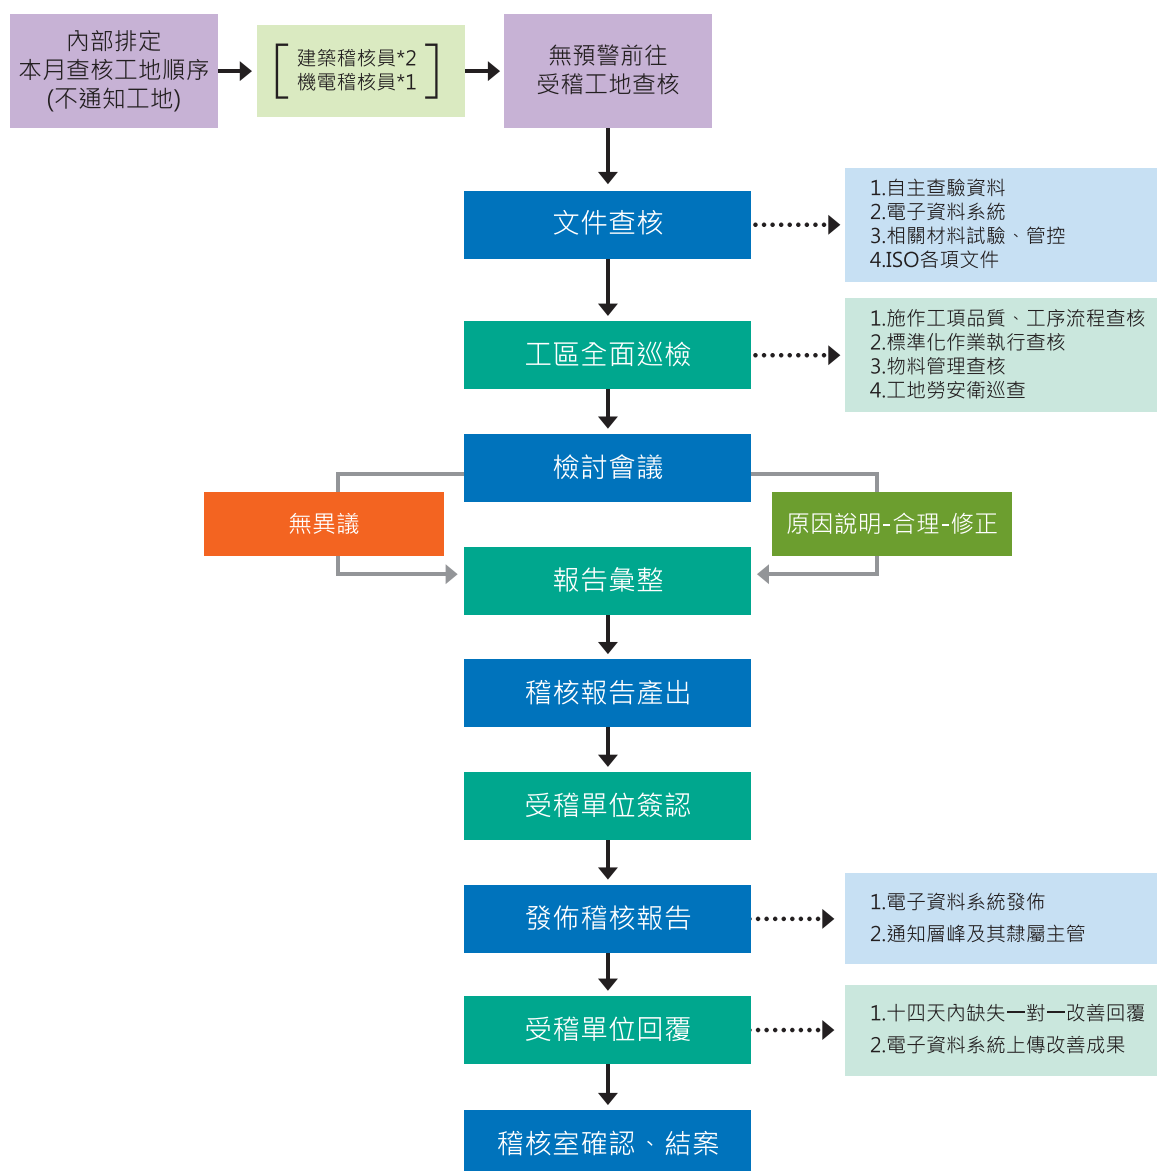 內部排定
本月查核工地順序
(不通知工地)
建築稽核員*2
機電稽核員*1
無預警前往
受稽工地查核
文件查核
1.自主查驗資料
2.電子資料系統
3.相關材料試驗、管控
4.ISO各項文件
工區全面巡檢
1.施作工項品質、工序流程查核
2.標準化作業執行查核
3.物料管理查核
4.工地勞安衛巡查
檢討會議
無異議
原因說明-合理-修正
報告彙整
稽核報告產出
受稽單位簽認
發佈稽核報告
1.電子資料系統發佈
2.通知層峰及其隸屬主管
受稽單位回覆
1.十四天內缺失一對一改善回覆
2.電子資料系統上傳改善成果
稽核室確認、結案